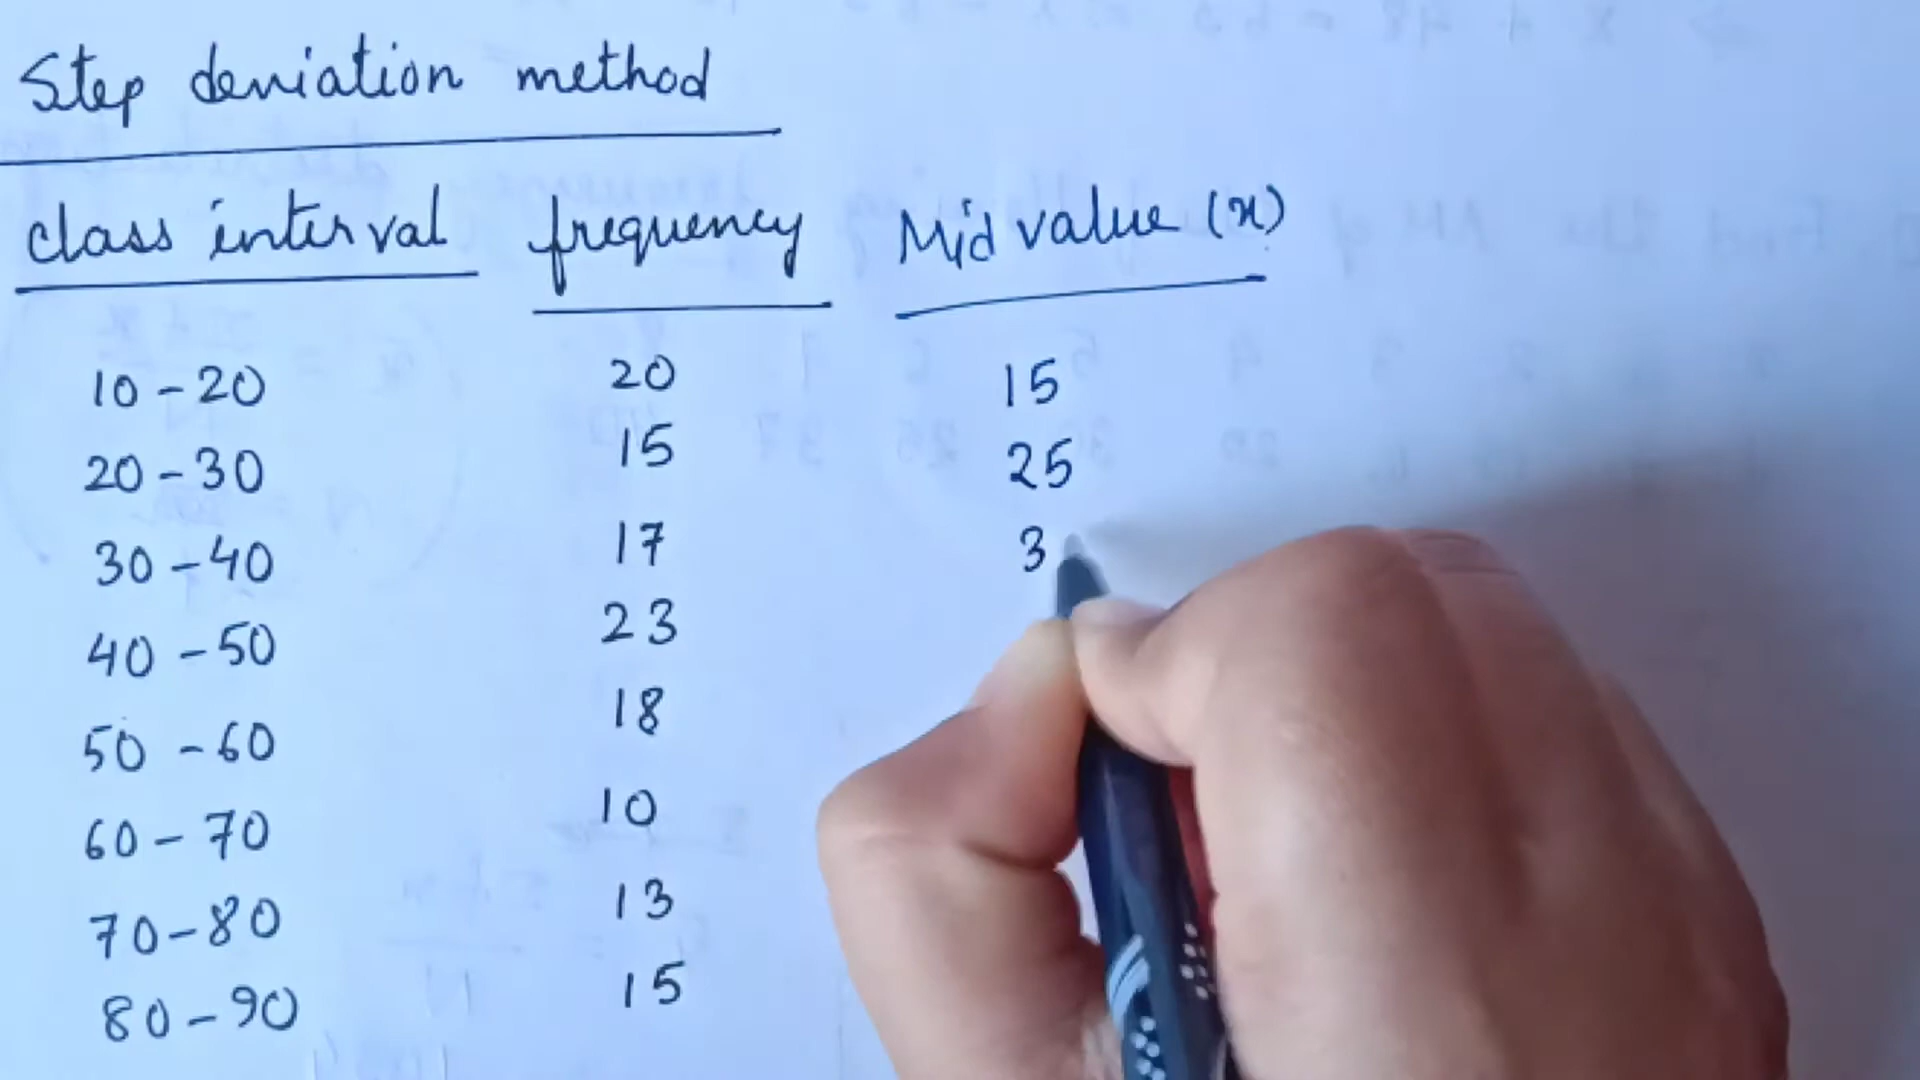 Step deviation method
class interval frequency Mid value (x)
10-20 20 15
20-30 15 25
30-40 17 3
40-50 23
50-60 18
60-70 10
70-80 13
80-90 15